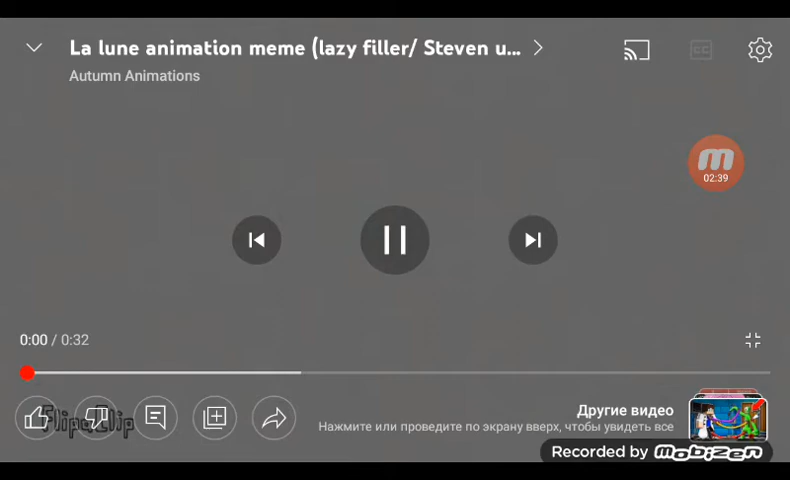 La lune animation meme (lazy filler/ Steven u...
Autumn Animations
CC
m
02:39
0:00 / 0:32
FlipaClip
Другие видео
Нажмите или проведите по экрану вверх, чтобы увидеть все
Recorded by mobizen